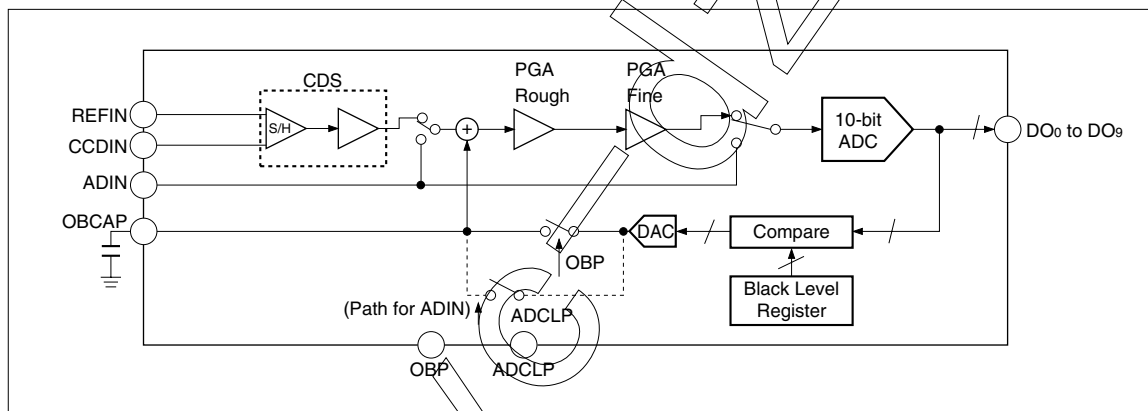 CDS
PGA
Rough
PGA
Fine
REFIN
S/H
CCDIN
+
10-bit
ADC
DO0 to DO9
ADIN
OBCAP
DAC
Compare
OBP
Black Level
Register
(Path for ADIN)
ADCLP
OBP
ADCLP